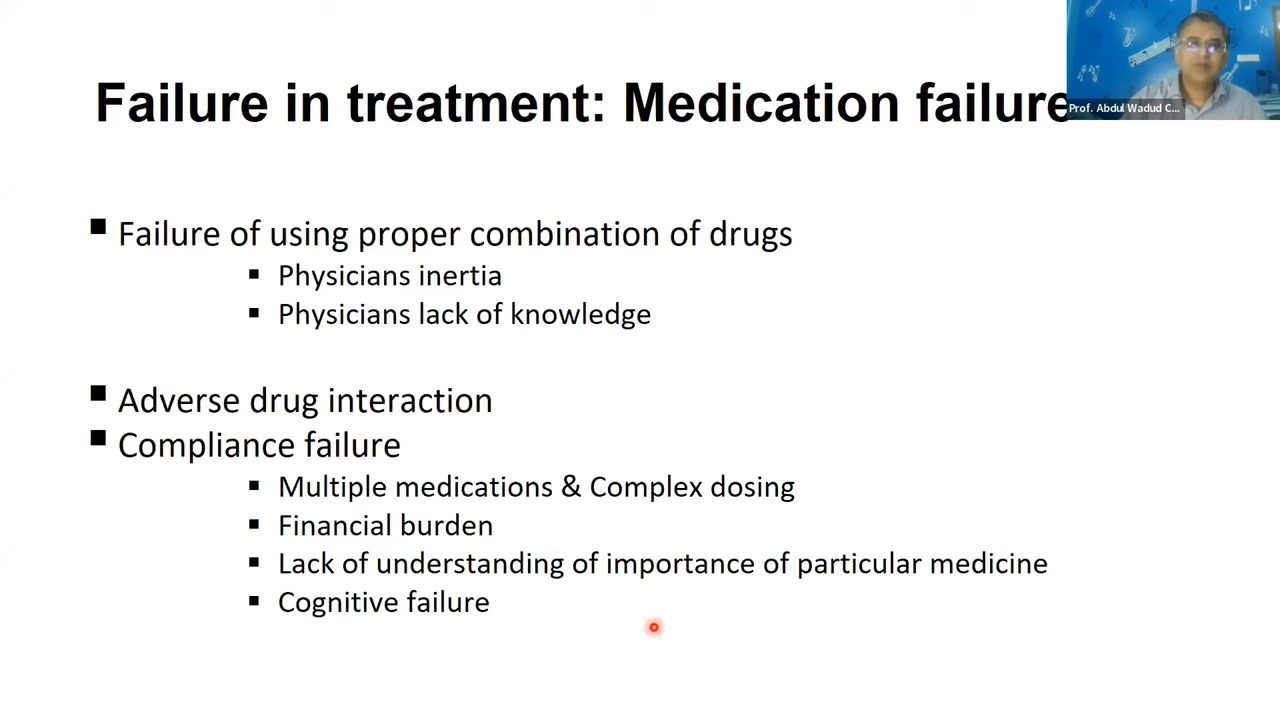 Failure in treatment: Medication failure
Prof. Abdul Wadud C...
Failure of using proper combination of drugs
Physicians inertia
Physicians lack of knowledge
Adverse drug interaction
Compliance failure
Multiple medications & Complex dosing
Financial burden
Lack of understanding of importance of particular medicine
Cognitive failure